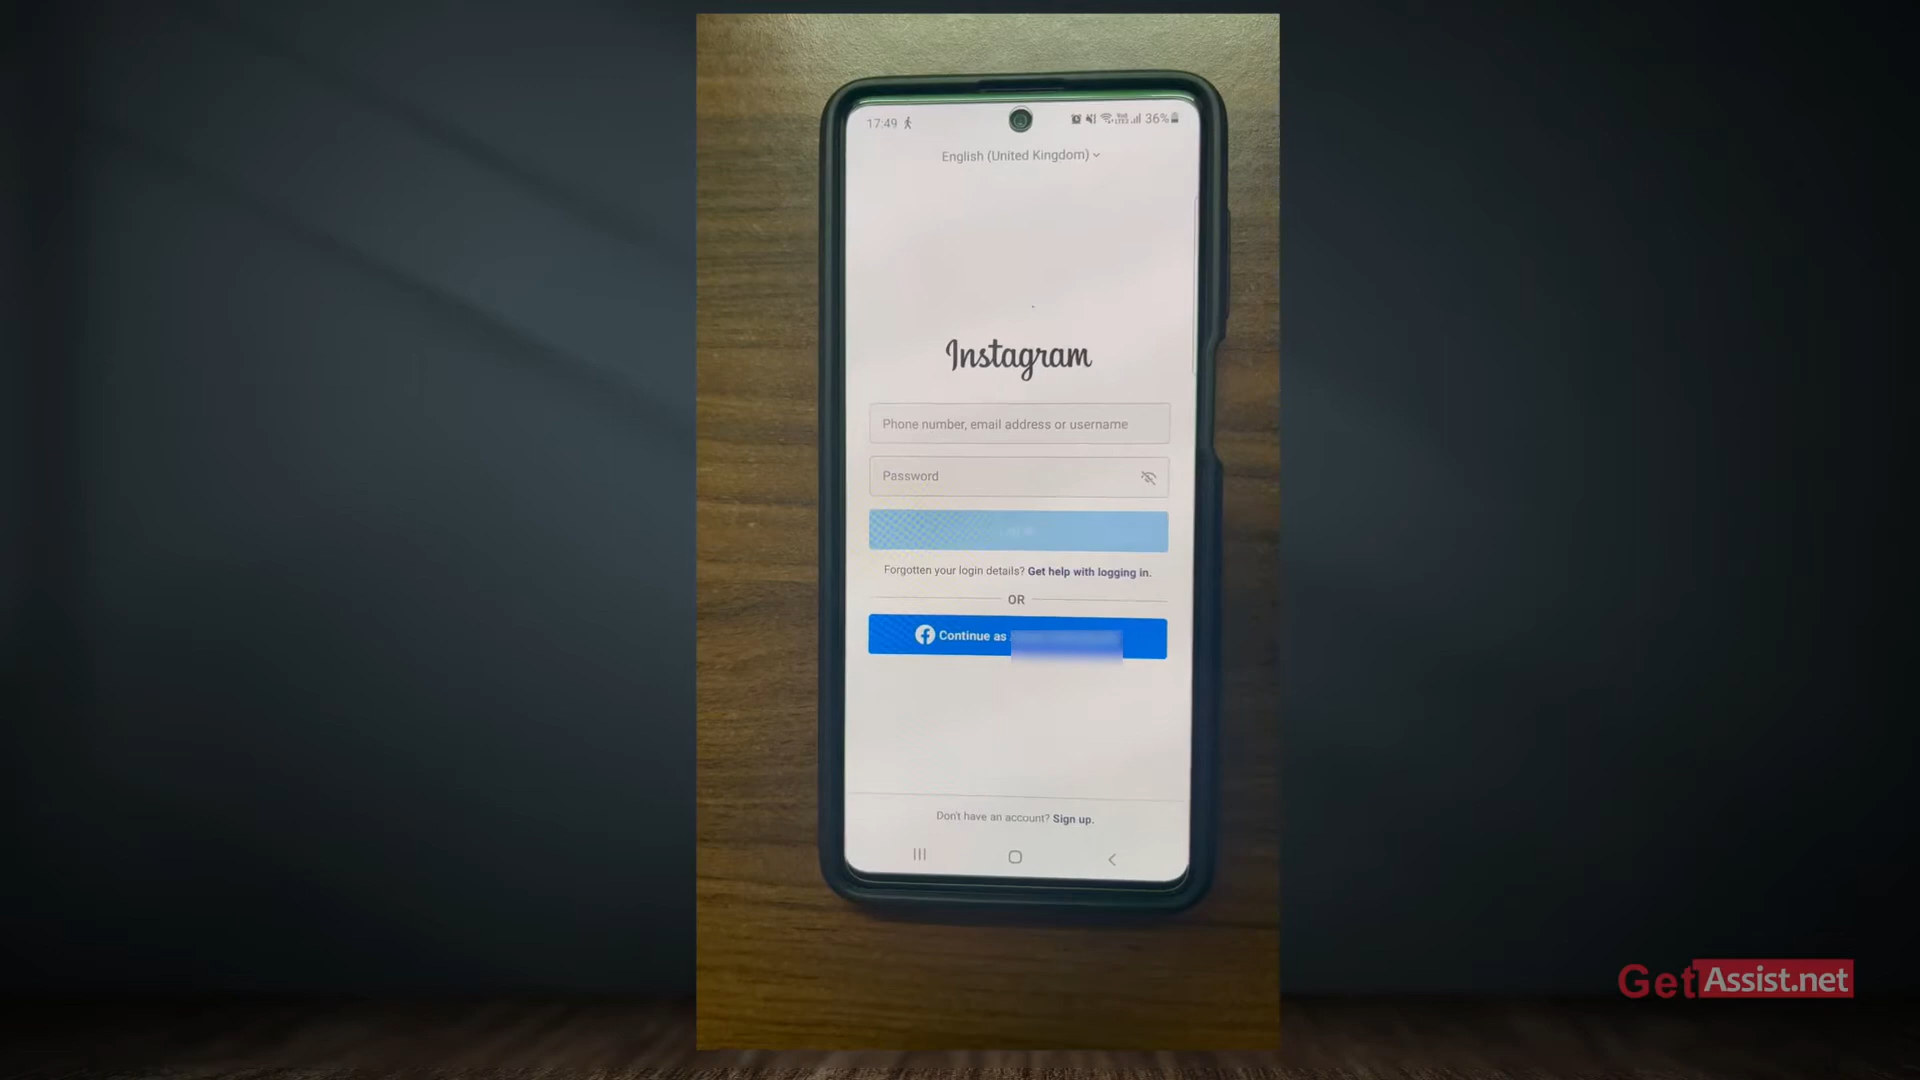 17:49
36%
English (United Kingdom)
Instagram
Phone number, email address or username
Password
Forgotten your login details? Get help with logging in.
OR
Continue as
Don't have an account? Sign up.
GetAssist.net